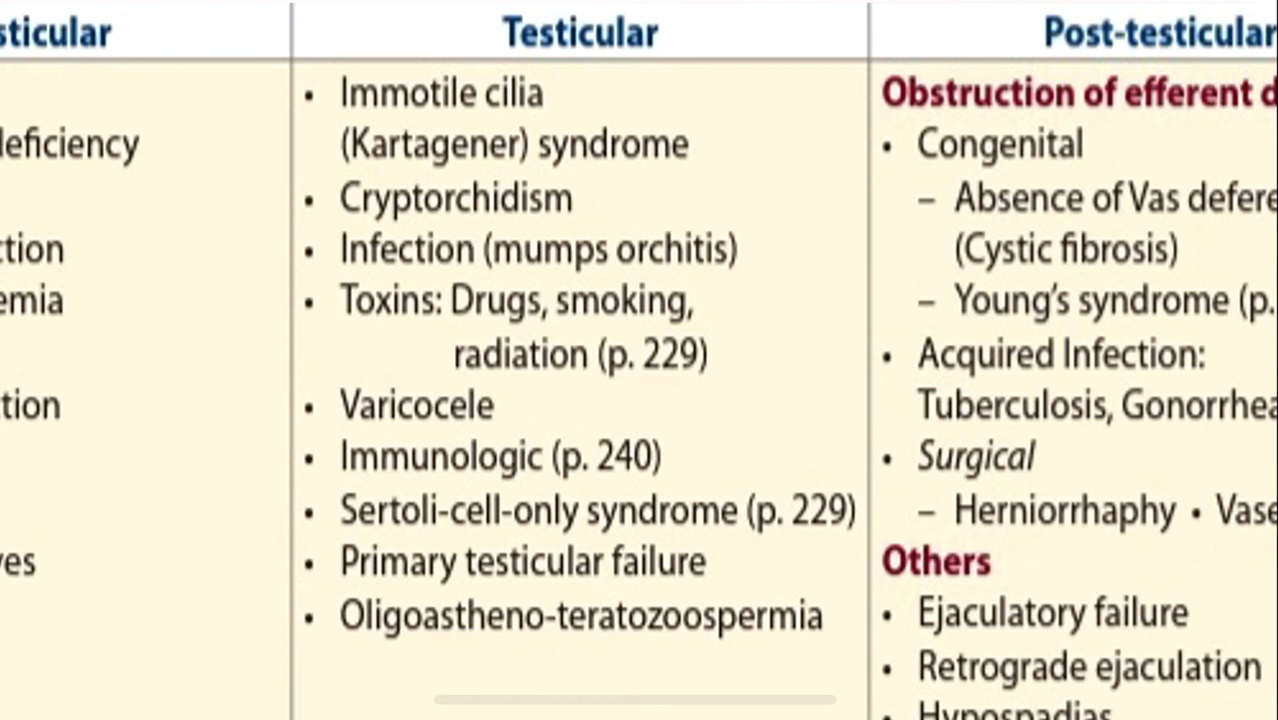 sticular
deficiency
ction
emia
tion
ves
Testicular
• Immotile cilia
(Kartagener) syndrome
• Cryptorchidism
• Infection (mumps orchitis)
• Toxins: Drugs, smoking,
radiation (p. 229)
• Varicocele
• Immunologic (p. 240)
• Sertoli-cell-only syndrome (p. 229)
• Primary testicular failure
• Oligoastheno-teratozoospermia
Post-testicular
Obstruction of efferent d
• Congenital
– Absence of Vas defere
(Cystic fibrosis)
– Young’s syndrome (p.
• Acquired Infection:
Tuberculosis, Gonorrhea
• Surgical
– Herniorrhaphy • Vase
Others
• Ejaculatory failure
• Retrograde ejaculation
• Hypospadias